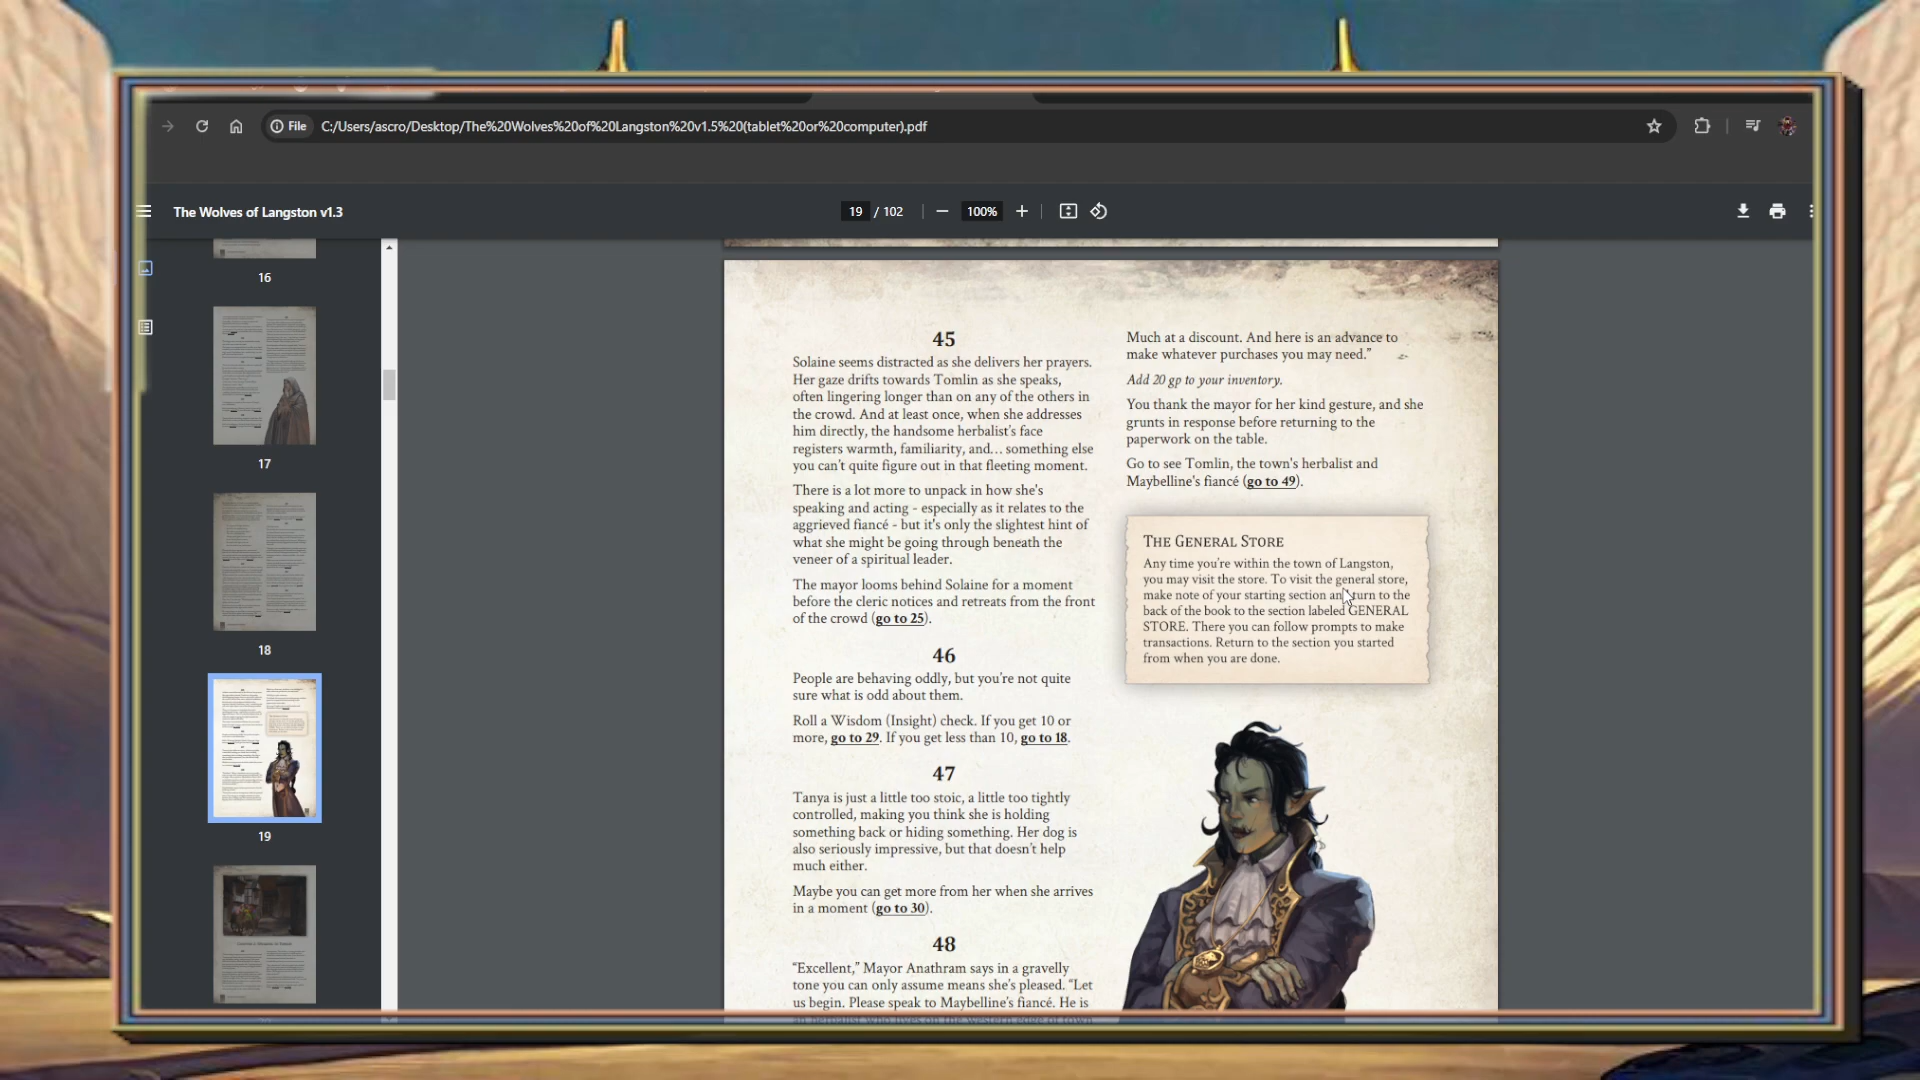 File
C:/Users/ascro/Desktop/The%20Wolves%20of%20Langston%20v1.5%20(tablet%20or%20computer).pdf
The Wolves of Langston v1.3
19 / 102
100%
16
17
18
19
45
Solaine seems distracted as she delivers her prayers.
Her gaze drifts towards Tomlin as she speaks,
often lingering longer than on any of the others in
the crowd. And at least once, when she addresses
him directly, the handsome herbalist's face
registers warmth, familiarity, and... something else
you can't quite figure out in that fleeting moment.
There is a lot more to unpack in how she's
speaking and acting - especially as it relates to the
aggrieved fiancé - but it's only the slightest hint of
what she might be going through beneath the
veneer of a spiritual leader.
The mayor looms behind Solaine for a moment
before the cleric notices and retreats from the front
of the crowd (go to 25).
46
People are behaving oddly, but you're not quite
sure what is odd about them.
Roll a Wisdom (Insight) check. If you get 10 or
more, go to 29. If you get less than 10, go to 18.
47
Tanya is just a little too stoic, a little too tightly
controlled, making you think she is holding
something back or hiding something. Her dog is
also seriously impressive, but that doesn't help
much either.
Maybe you can get more from her when she arrives
in a moment (go to 30).
48
“Excellent,” Mayor Anathram says in a gravelly
tone you can only assume means she's pleased. “Let
us begin. Please speak to Maybelline's fiancé. He is
an herbalist who lives on the western edge of town
Much at a discount. And here is an advance to
make whatever purchases you may need.”
Add 20 gp to your inventory.
You thank the mayor for her kind gesture, and she
grunts in response before returning to the
paperwork on the table.
Go to see Tomlin, the town's herbalist and
Maybelline's fiancé (go to 49).
THE GENERAL STORE
Any time you're within the town of Langston,
you may visit the store. To visit the general store,
make note of your starting section and turn to the
back of the book to the section labeled GENERAL
STORE. There you can follow prompts to make
transactions. Return to the section you started
from when you are done.